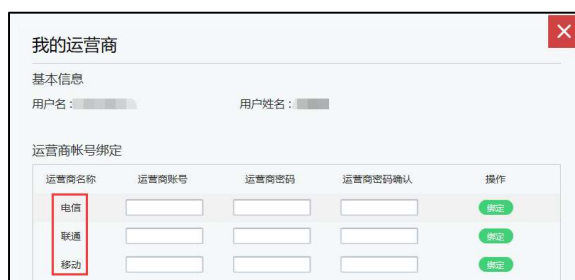 我的运营商
基本信息
用户名： 用户姓名：
运营商帐号绑定
运营商名称 运营商账号 运营商密码 运营商密码确认 操作
电信 绑定
联通 绑定
移动 绑定